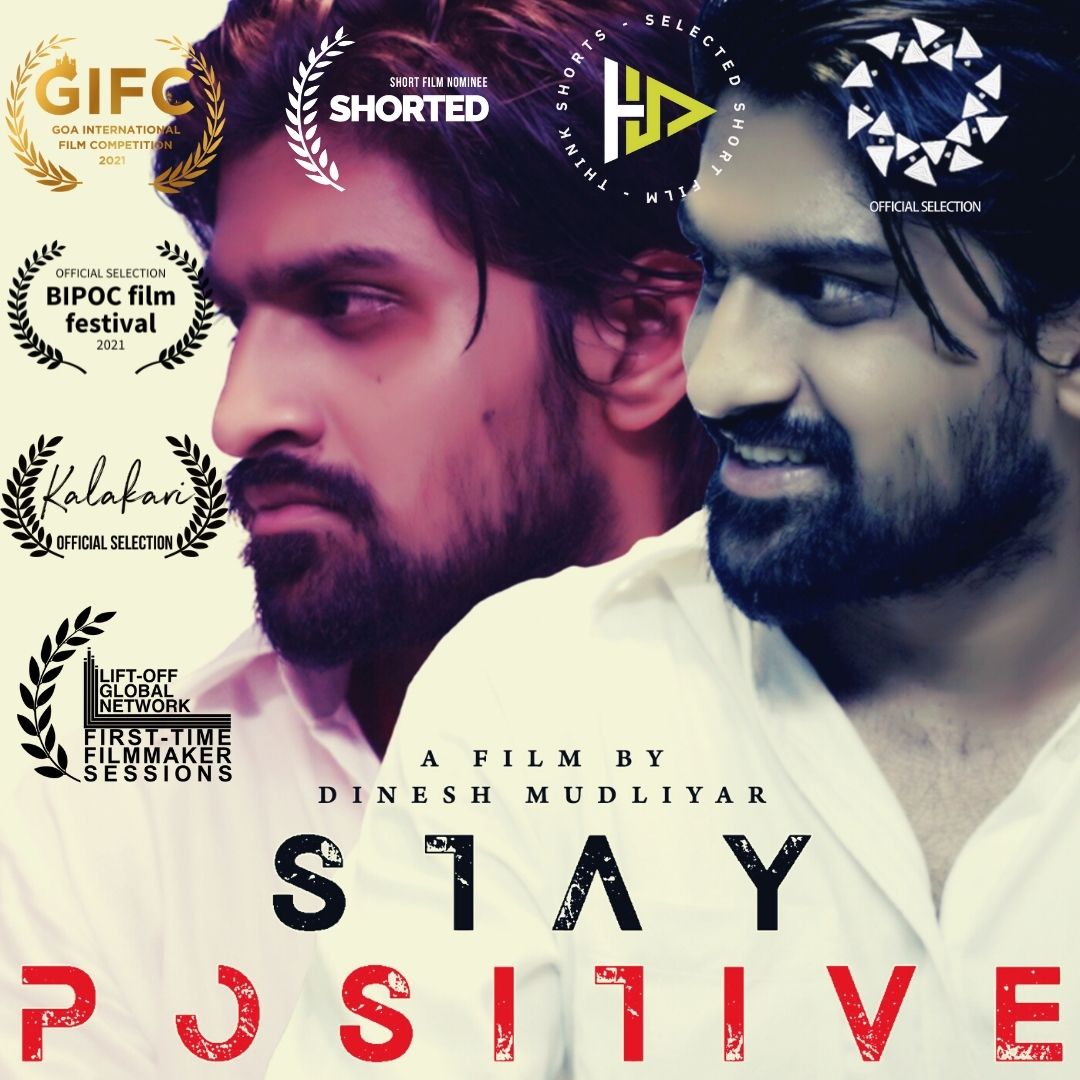 GIFC
GOA INTERNATIONAL
FILM COMPETITION
2021
SHORT FILM NOMINEE
SHORTED
THINK SHORTS - SELECTED SHORT FILM -
OFFICIAL SELECTION
OFFICIAL SELECTION
BIPOC film
festival
2021
Kalakari
OFFICIAL SELECTION
LIFT-OFF
GLOBAL
NETWORK
FIRST-TIME
FILMMAKER
SESSIONS
A FILM BY
DINESH MUDLIYAR
STAY
POSITIVE